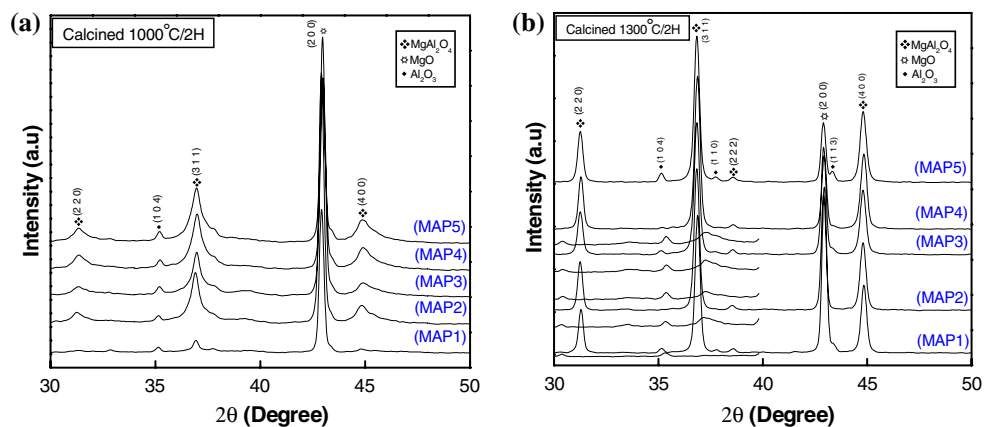 (a)
Calcined 1000°C/2H
MgAl₂O₄
MgO
Al₂O₃
(2 0 0)
(2 2 0)
(1 0 4)
(3 1 1)
(4 0 0)
(MAP5)
(MAP4)
(MAP3)
(MAP2)
(MAP1)
Intensity (a.u)
30 35 40 45 50
2θ (Degree)
(b)
Calcined 1300°C/2H
MgAl₂O₄
MgO
Al₂O₃
(3 1 1)
(2 2 0)
(1 0 4)
(1 1 0)
(2 2 2)
(2 0 0)
(1 1 3)
(4 0 0)
(MAP5)
(MAP4)
(MAP3)
(MAP2)
(MAP1)
Intensity (a.u)
30 35 40 45 50
2θ (Degree)